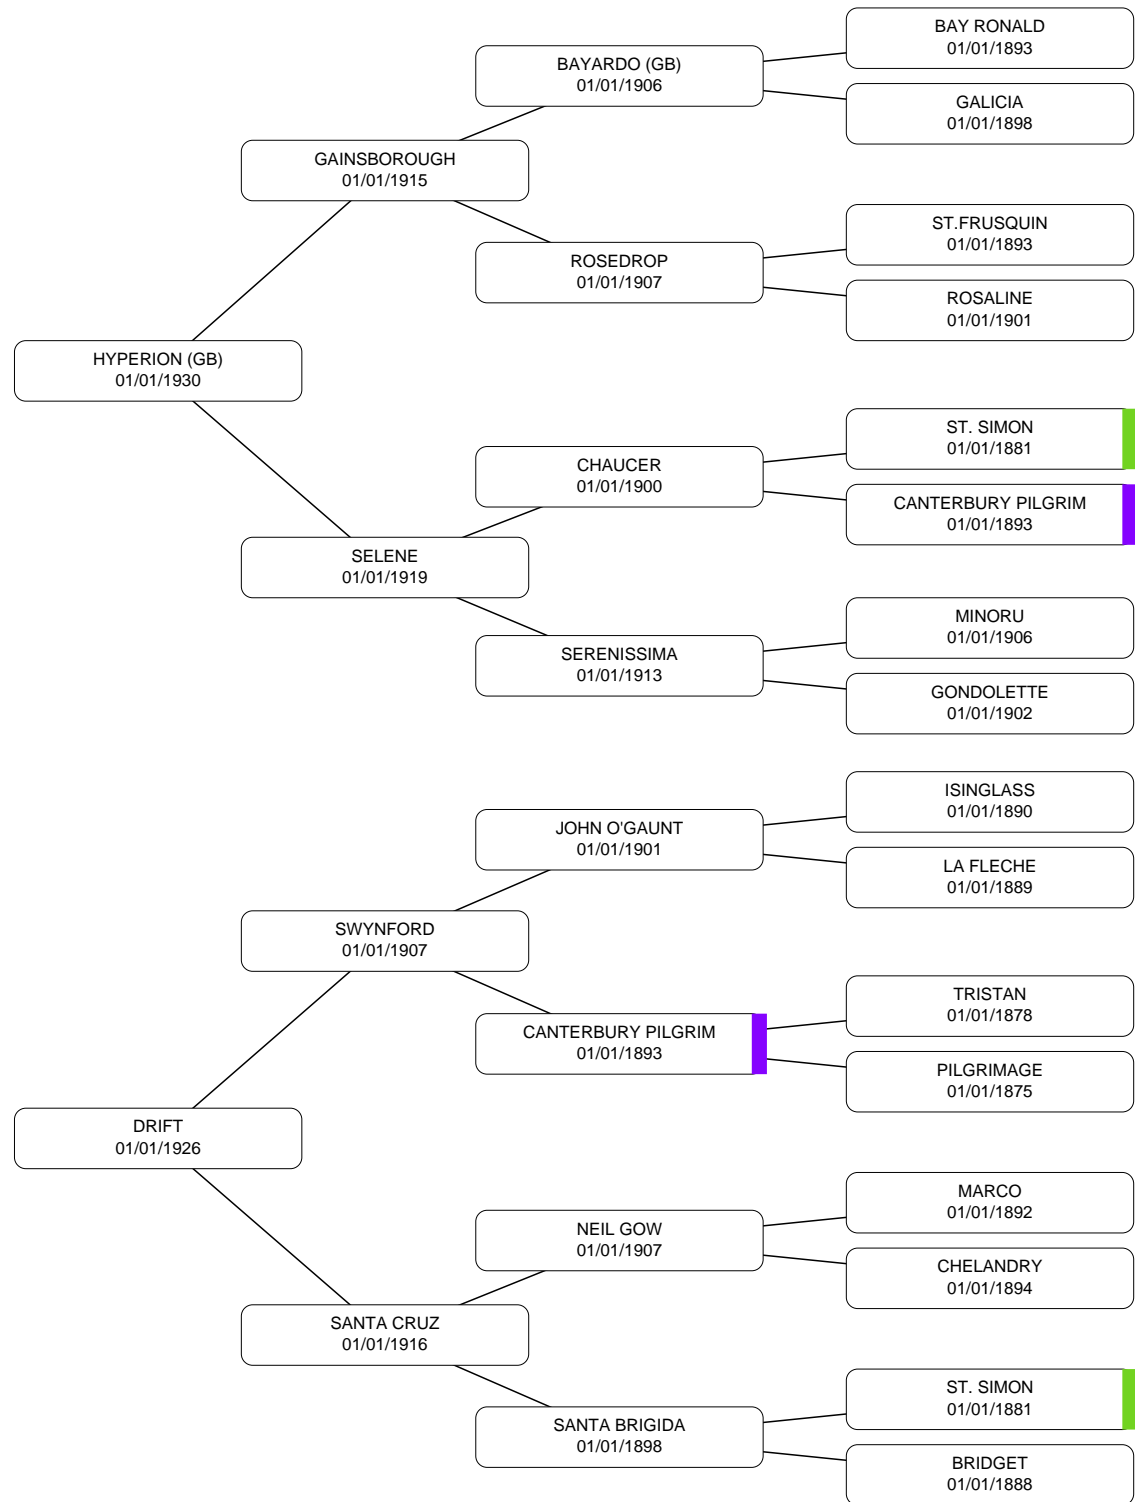 BAY RONALD
01/01/1893
BAYARDO (GB)
01/01/1906
GALICIA
01/01/1898
GAINSBOROUGH
01/01/1915
ST.FRUSQUIN
01/01/1893
ROSEDROP
01/01/1907
ROSALINE
01/01/1901
HYPERION (GB)
01/01/1930
ST. SIMON
01/01/1881
CHAUCER
01/01/1900
CANTERBURY PILGRIM
01/01/1893
SELENE
01/01/1919
MINORU
01/01/1906
SERENISSIMA
01/01/1913
GONDOLETTE
01/01/1902
ISINGLASS
01/01/1890
JOHN O'GAUNT
01/01/1901
LA FLECHE
01/01/1889
SWYNFORD
01/01/1907
TRISTAN
01/01/1878
CANTERBURY PILGRIM
01/01/1893
PILGRIMAGE
01/01/1875
DRIFT
01/01/1926
MARCO
01/01/1892
NEIL GOW
01/01/1907
CHELANDRY
01/01/1894
SANTA CRUZ
01/01/1916
ST. SIMON
01/01/1881
SANTA BRIGIDA
01/01/1898
BRIDGET
01/01/1888